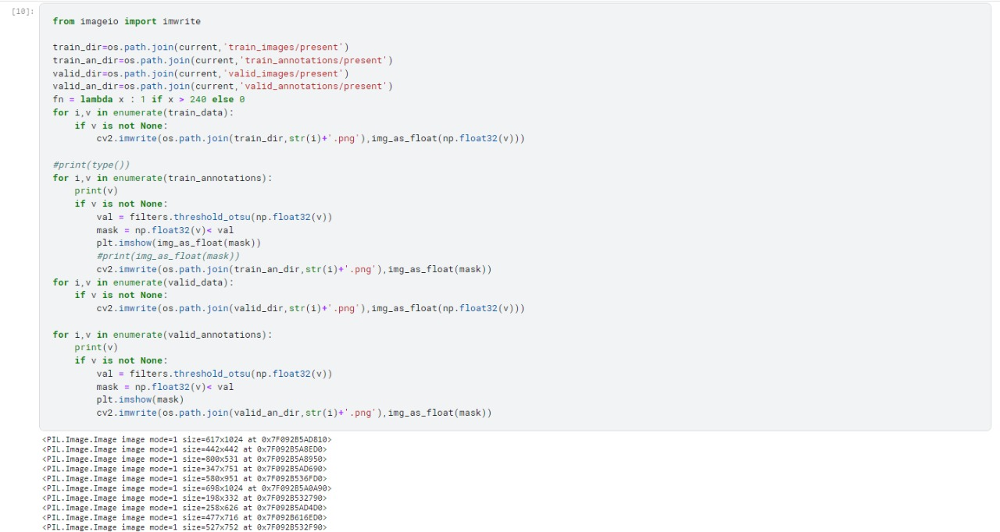 [10]:
from imageio import imwrite
train_dir=os.path.join(current,'train_images/present')
train_an_dir=os.path.join(current,'train_annotations/present')
valid_dir=os.path.join(current,'valid_images/present')
valid_an_dir=os.path.join(current,'valid_annotations/present')
fn = lambda x : 1 if x > 240 else 0
for i,v in enumerate(train_data):
    if v is not None:
        cv2.imwrite(os.path.join(train_dir,str(i)+'.png'),img_as_float(np.float32(v)))
#print(type())
for i,v in enumerate(train_annotations):
    print(v)
    if v is not None:
        val = filters.threshold_otsu(np.float32(v))
        mask = np.float32(v)< val
        plt.imshow(img_as_float(mask))
        #print(img_as_float(mask))
        cv2.imwrite(os.path.join(train_an_dir,str(i)+'.png'),img_as_float(mask))
for i,v in enumerate(valid_data):
    if v is not None:
        cv2.imwrite(os.path.join(valid_dir,str(i)+'.png'),img_as_float(np.float32(v)))
for i,v in enumerate(valid_annotations):
    print(v)
    if v is not None:
        val = filters.threshold_otsu(np.float32(v))
        mask = np.float32(v)< val
        plt.imshow(mask)
        cv2.imwrite(os.path.join(valid_an_dir,str(i)+'.png'),img_as_float(mask))
<PIL.Image.Image image mode=1 size=617x1024 at 0x7F092B5AD810>
<PIL.Image.Image image mode=1 size=442x442 at 0x7F092B5A8ED0>
<PIL.Image.Image image mode=1 size=800x531 at 0x7F092B5A8950>
<PIL.Image.Image image mode=1 size=347x751 at 0x7F092B5AD690>
<PIL.Image.Image image mode=1 size=580x951 at 0x7F092B536FD0>
<PIL.Image.Image image mode=1 size=698x1024 at 0x7F092B5A0A90>
<PIL.Image.Image image mode=1 size=198x332 at 0x7F092B532790>
<PIL.Image.Image image mode=1 size=258x626 at 0x7F092B5AD4D0>
<PIL.Image.Image image mode=1 size=477x716 at 0x7F092B616ED0>
<PIL.Image.Image image mode=1 size=527x752 at 0x7F092B532F90>